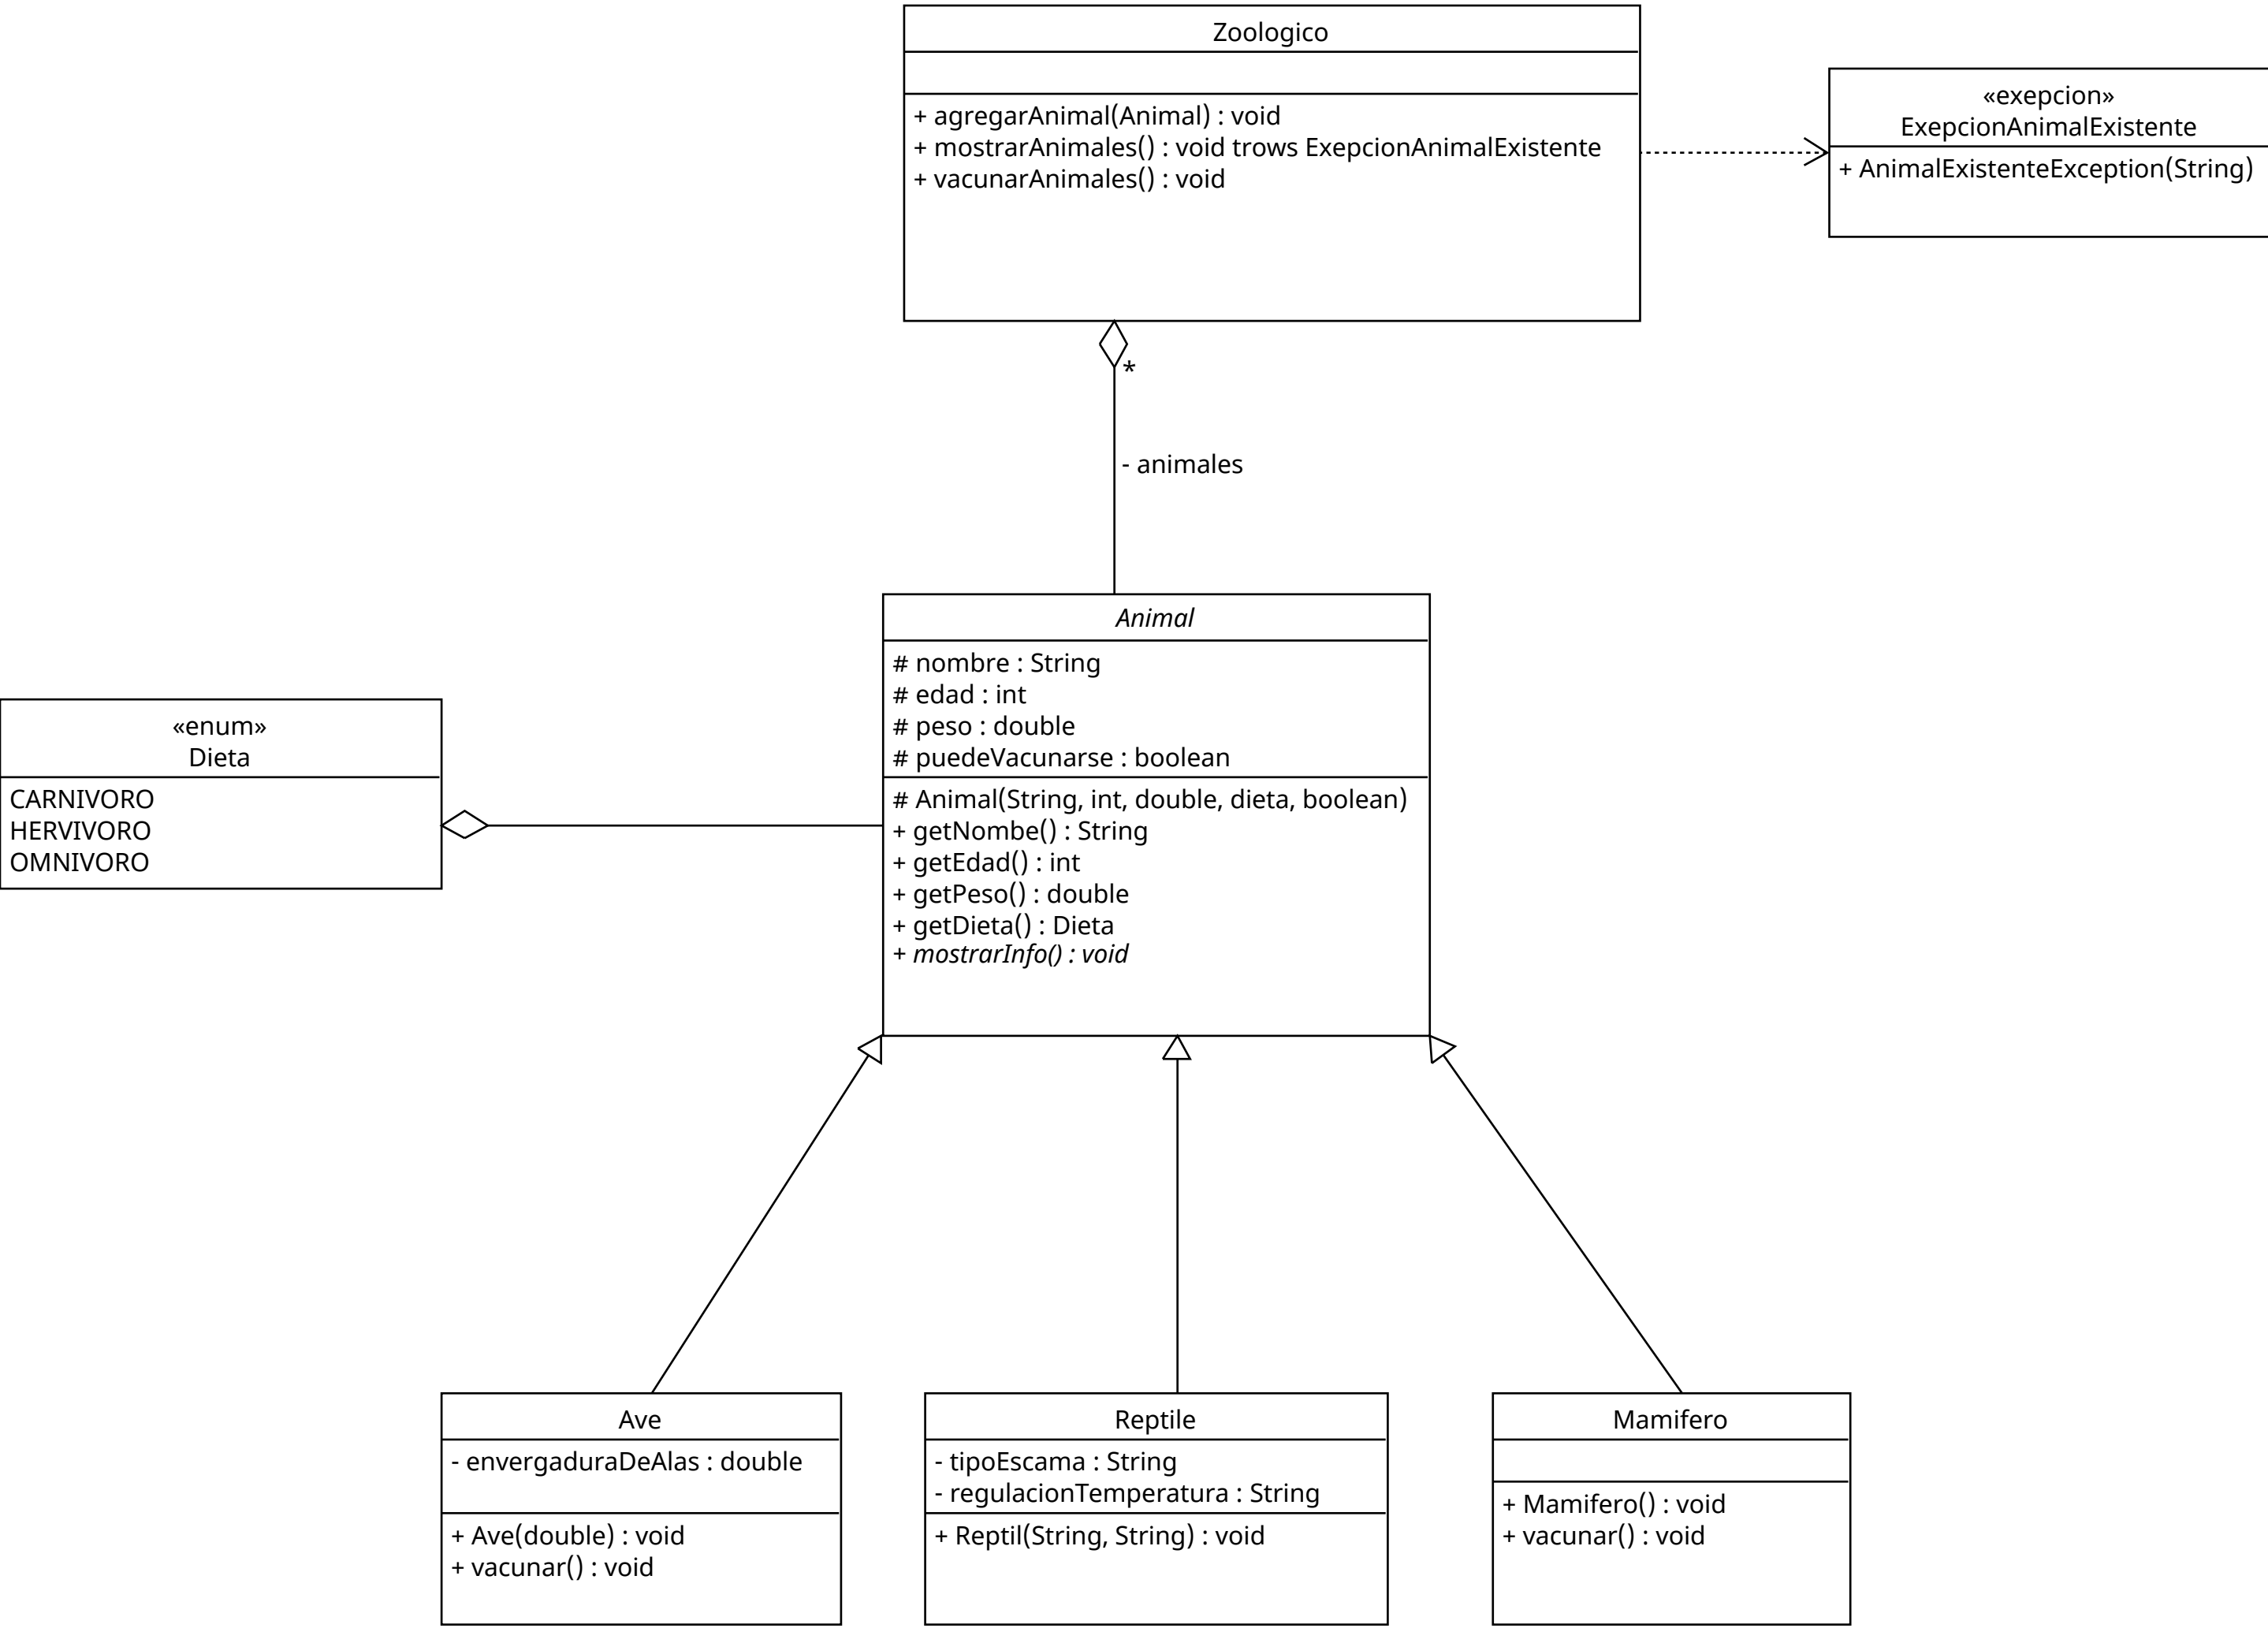 Zoologico
+ agregarAnimal(Animal) : void
+ mostrarAnimales() : void trows ExepcionAnimalExistente
+ vacunarAnimales() : void
«exepcion»
ExepcionAnimalExistente
+ AnimalExistenteException(String)
*
- animales
Animal
# nombre : String
# edad : int
# peso : double
# puedeVacunarse : boolean
# Animal(String, int, double, dieta, boolean)
+ getNombe() : String
+ getEdad() : int
+ getPeso() : double
+ getDieta() : Dieta
+ mostrarInfo() : void
«enum»
Dieta
CARNIVORO
HERVIVORO
OMNIVORO
Ave
- envergaduraDeAlas : double
+ Ave(double) : void
+ vacunar() : void
Reptile
- tipoEscama : String
- regulacionTemperatura : String
+ Reptil(String, String) : void
Mamifero
+ Mamifero() : void
+ vacunar() : void